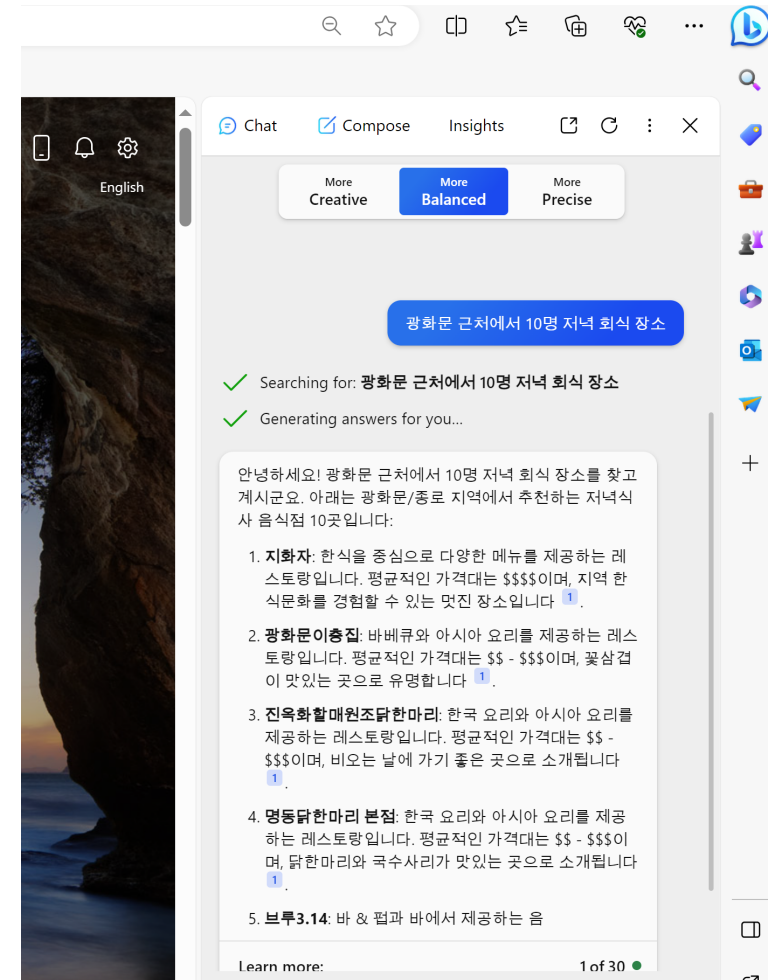 English
Chat
Compose
Insights
More
Creative
More
Balanced
More
Precise
광화문 근처에서 10명 저녁 회식 장소
Searching for: 광화문 근처에서 10명 저녁 회식 장소
Generating answers for you...
안녕하세요! 광화문 근처에서 10명 저녁 회식 장소를 찾고
계시군요. 아래는 광화문/종로 지역에서 추천하는 저녁식
사 음식점 10곳입니다:
1. 지화자: 한식을 중심으로 다양한 메뉴를 제공하는 레
스토랑입니다. 평균적인 가격대는 $$$$이며, 지역 한
식문화를 경험할 수 있는 멋진 장소입니다 1 .
2. 광화문이층집: 바베큐와 아시아 요리를 제공하는 레스
토랑입니다. 평균적인 가격대는 $$ - $$$이며, 꽃삼겹
이 맛있는 곳으로 유명합니다 1 .
3. 진옥화할매원조닭한마리: 한국 요리와 아시아 요리를
제공하는 레스토랑입니다. 평균적인 가격대는 $$ -
$$$이며, 비오는 날에 가기 좋은 곳으로 소개됩니다
1 .
4. 명동닭한마리 본점: 한국 요리와 아시아 요리를 제공
하는 레스토랑입니다. 평균적인 가격대는 $$ - $$$이
며, 닭한마리와 국수사리가 맛있는 곳으로 소개됩니다
1 .
5. 브루3.14: 바 & 펍과 바에서 제공하는 음
Learn more:
1 of 30